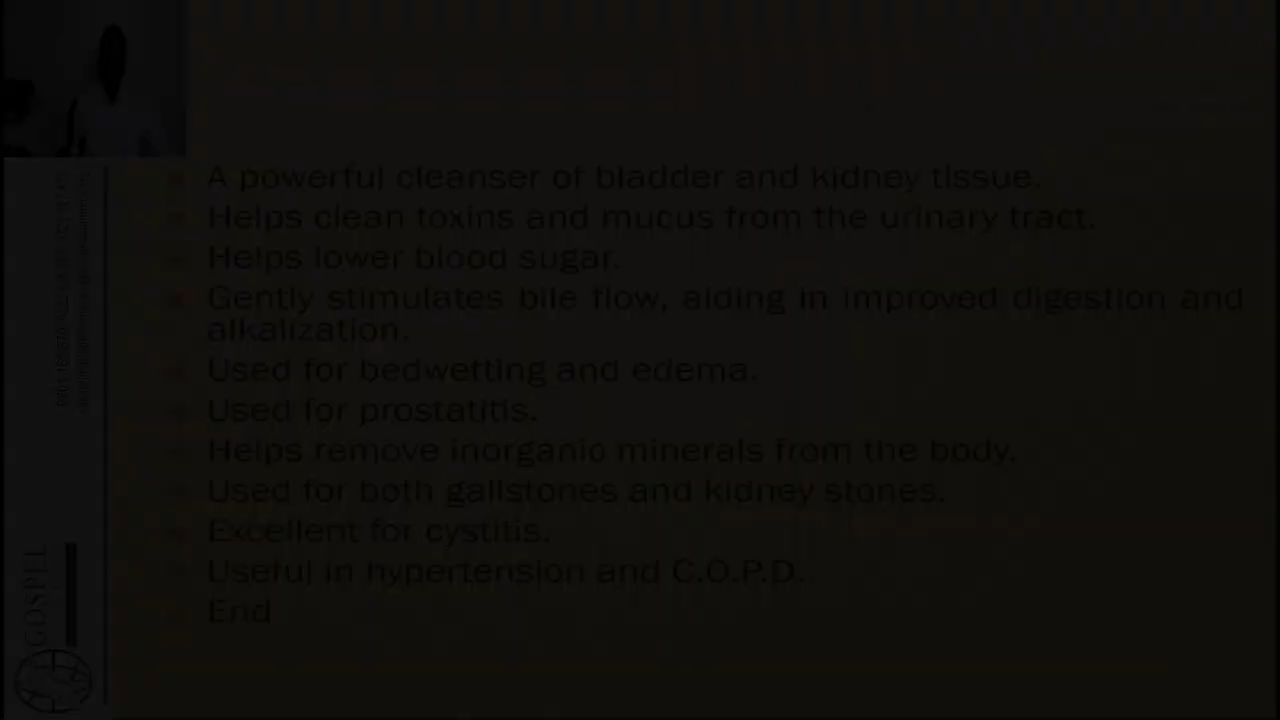 A powerful cleanser of bladder and kidney tissue.
Helps clean toxins and mucus from the urinary tract.
Helps lower blood sugar.
Gently stimulates bile flow, aiding in improved digestion and
alkalization.
Used for bedwetting and edema.
Used for prostatitis.
Helps remove inorganic minerals from the body.
Used for both gallstones and kidney stones.
Excellent for cystitis.
Useful in hypertension and C.O.P.D.
End
GOSPEL